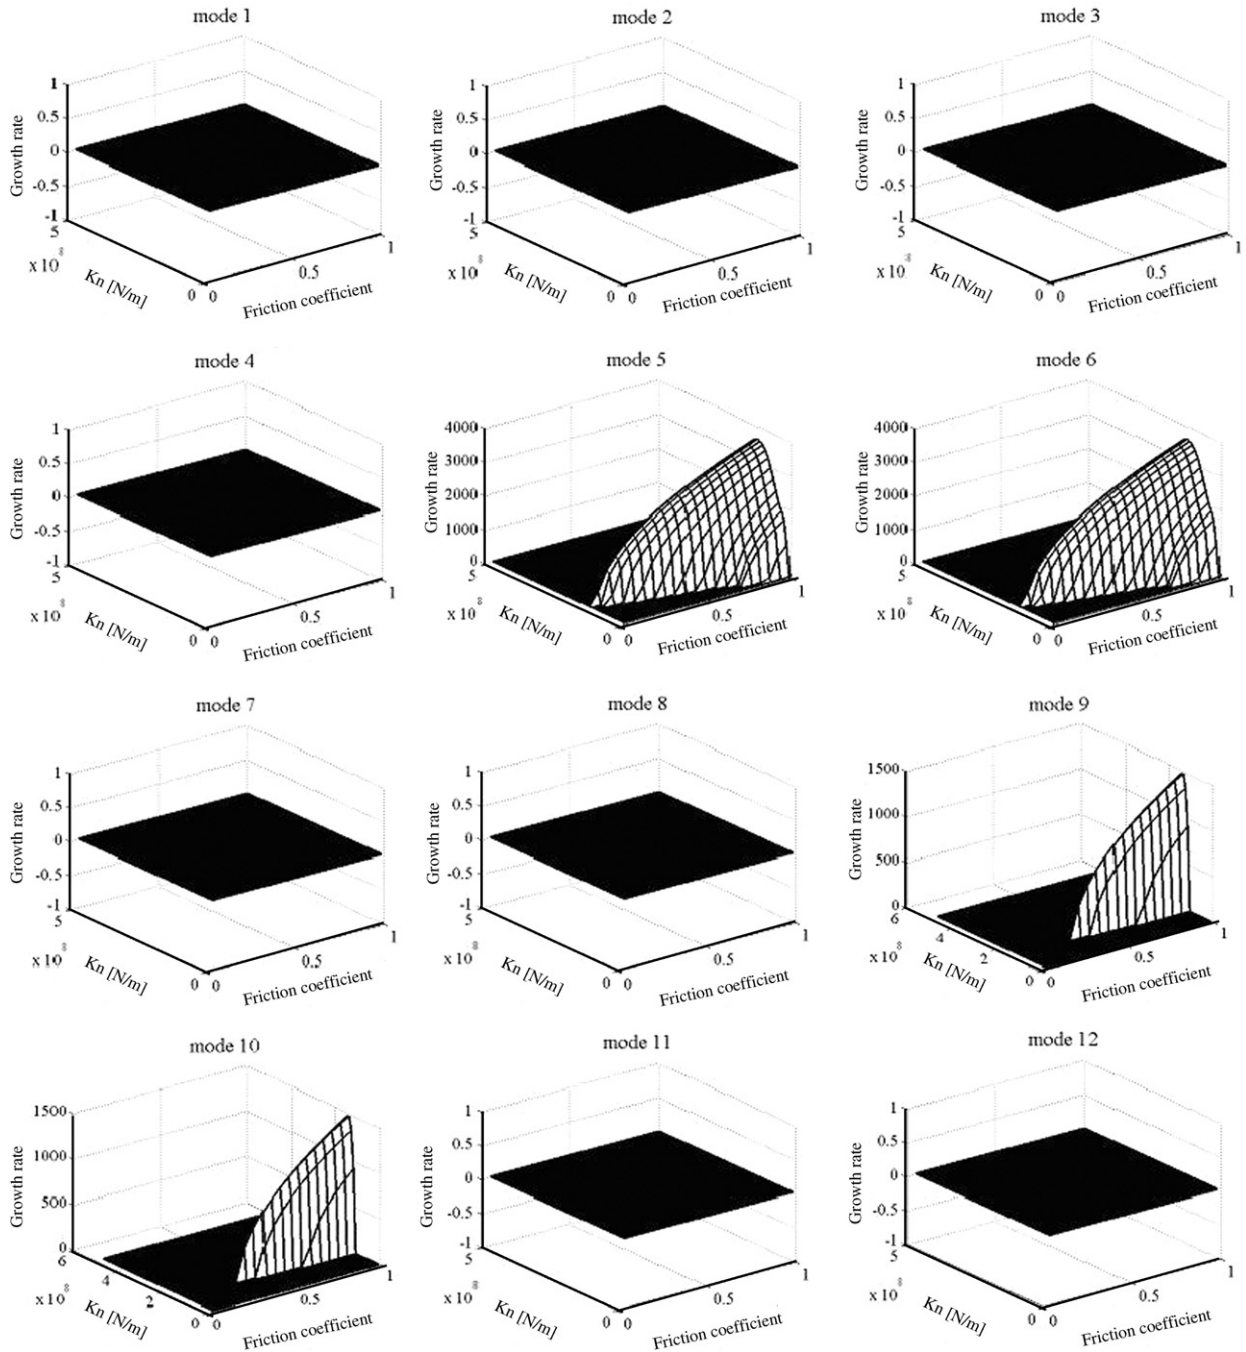 mode 1
mode 2
mode 3
Growth rate
1
0.5
0
-0.5
-1
5
x 10^8
Kn [N/m]
0 0
0.5
1
Friction coefficient
Growth rate
1
0.5
0
-0.5
-1
5
x 10^8
Kn [N/m]
0 0
0.5
1
Friction coefficient
Growth rate
1
0.5
0
-0.5
-1
5
x 10^8
Kn [N/m]
0 0
0.5
1
Friction coefficient
mode 4
mode 5
mode 6
Growth rate
1
0.5
0
-0.5
-1
5
x 10^8
Kn [N/m]
0 0
0.5
1
Friction coefficient
Growth rate
4000
3000
2000
1000
0
5
x 10^8
Kn [N/m]
0 0
0.5
1
Friction coefficient
Growth rate
4000
3000
2000
1000
0
5
x 10^8
Kn [N/m]
0 0
0.5
1
Friction coefficient
mode 7
mode 8
mode 9
Growth rate
1
0.5
0
-0.5
-1
5
x 10^8
Kn [N/m]
0 0
0.5
1
Friction coefficient
Growth rate
1
0.5
0
-0.5
-1
5
x 10^8
Kn [N/m]
0 0
0.5
1
Friction coefficient
Growth rate
1500
1000
500
0
6
4
2
x 10^8
Kn [N/m]
0 0
0.5
1
Friction coefficient
mode 10
mode 11
mode 12
Growth rate
1500
1000
500
0
6
4
2
x 10^8
Kn [N/m]
0 0
0.5
1
Friction coefficient
Growth rate
1
0.5
0
-0.5
-1
5
x 10^8
Kn [N/m]
0 0
0.5
1
Friction coefficient
Growth rate
1
0.5
0
-0.5
-1
5
x 10^8
Kn [N/m]
0 0
0.5
1
Friction coefficient